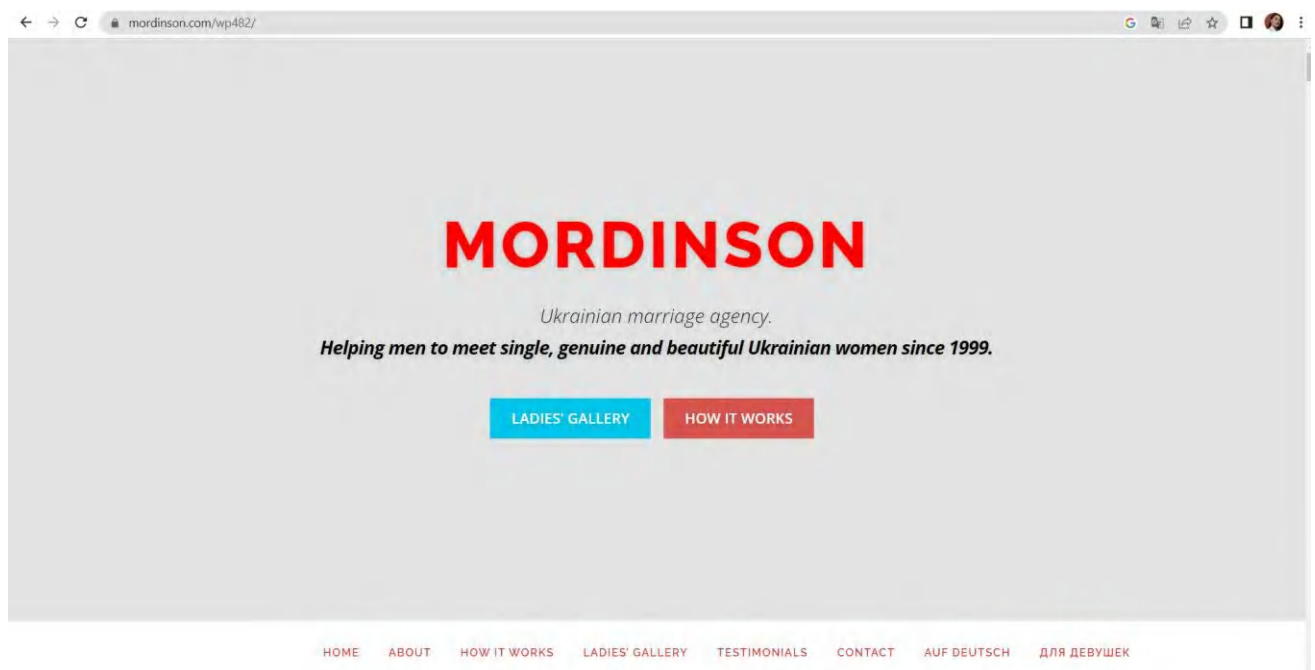 mordinson.com/wp482/
MORDINSON
Ukrainian marriage agency.
Helping men to meet single, genuine and beautiful Ukrainian women since 1999.
LADIES' GALLERY HOW IT WORKS
HOME ABOUT HOW IT WORKS LADIES' GALLERY TESTIMONIALS CONTACT AUF DEUTSCH ДЛЯ ДЕВУШЕК